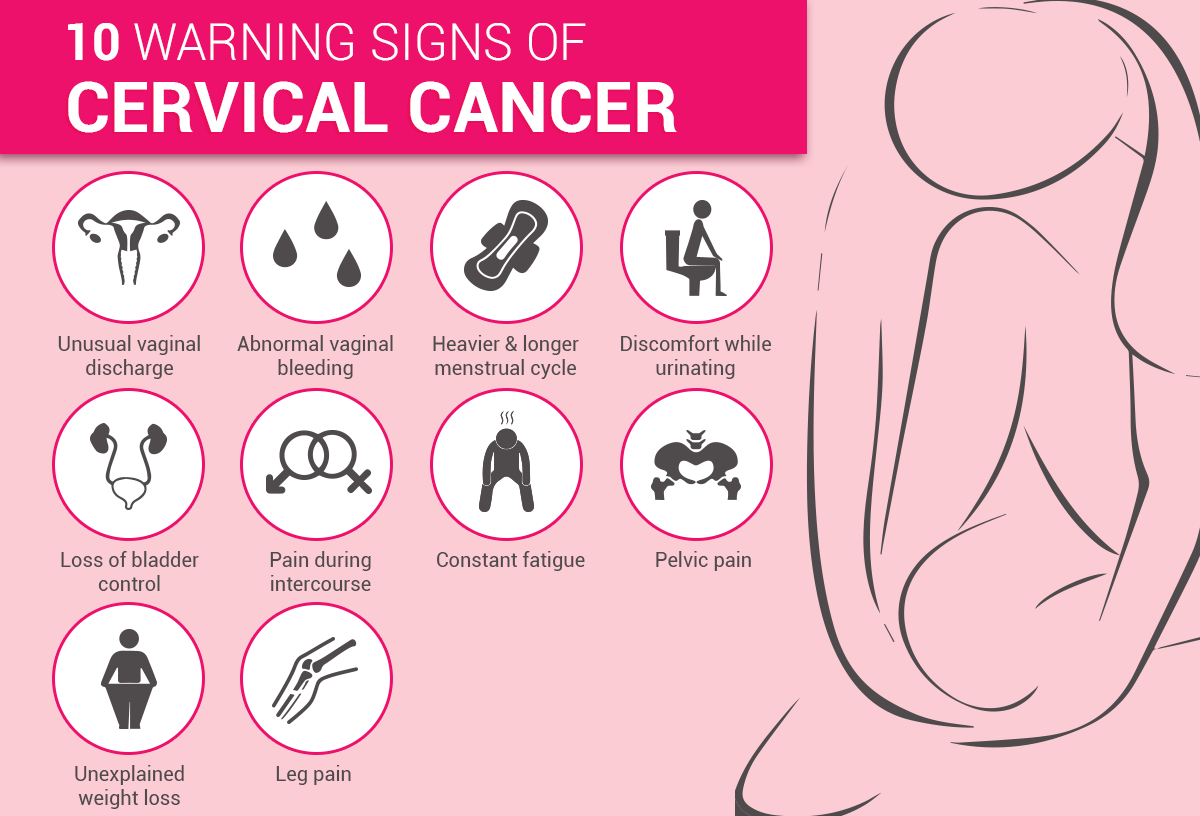 10 WARNING SIGNS OF
CERVICAL CANCER
Unusual vaginal
discharge
Abnormal vaginal
bleeding
Heavier & longer
menstrual cycle
Discomfort while
urinating
Loss of bladder
control
Pain during
intercourse
Constant fatigue
Pelvic pain
Unexplained
weight loss
Leg pain